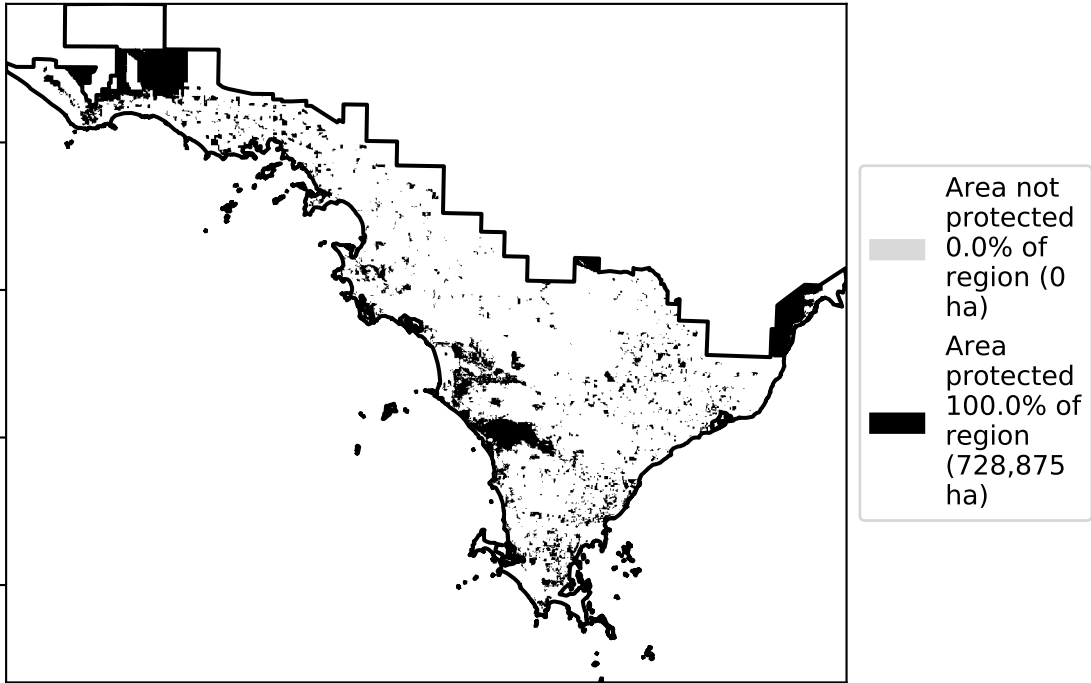 Area not
protected
0.0% of
region (0
ha)
Area
protected
100.0% of
region
(728,875
ha)